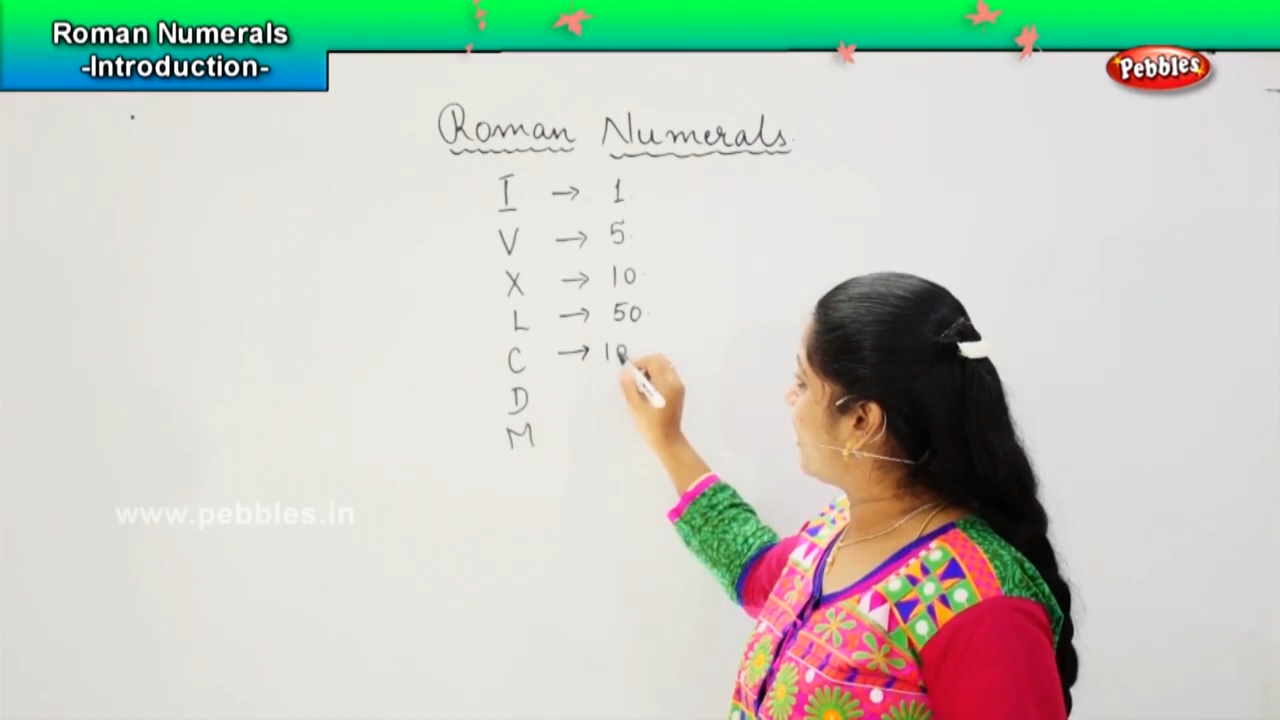 Roman Numerals
-Introduction-
Pebbles
Roman Numerals
I → 1
V → 5
X → 10
L → 50
C → 10
D
M
www.pebbles.in